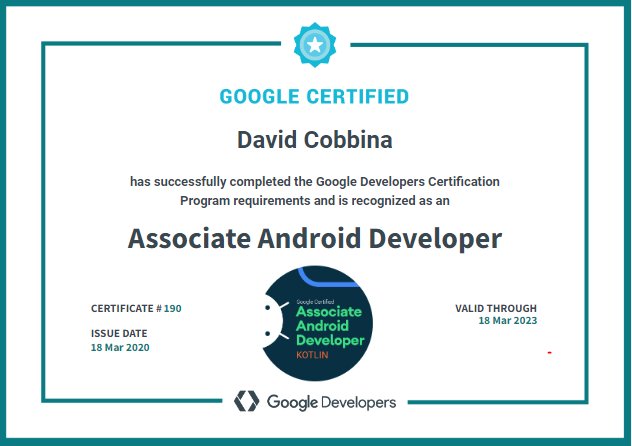 GOOGLE CERTIFIED
David Cobbina
has successfully completed the Google Developers Certification
Program requirements and is recognized as an
Associate Android Developer
CERTIFICATE # 190
ISSUE DATE
18 Mar 2020
Google Certified
Associate
Android
Developer
KOTLIN
VALID THROUGH
18 Mar 2023
Google Developers